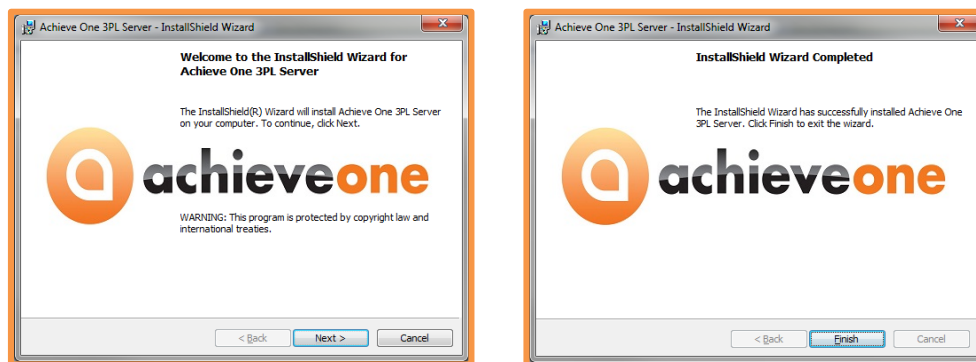 Achieve One 3PL Server - InstallShield Wizard
Welcome to the InstallShield Wizard for
Achieve One 3PL Server
The InstallShield(R) Wizard will install Achieve One 3PL Server
on your computer. To continue, click Next.
achieveone
WARNING: This program is protected by copyright law and
international treaties.
< Back
Next >
Cancel
Achieve One 3PL Server - InstallShield Wizard
InstallShield Wizard Completed
The InstallShield Wizard has successfully installed Achieve One
3PL Server. Click Finish to exit the wizard.
achieveone
< Back
Finish
Cancel